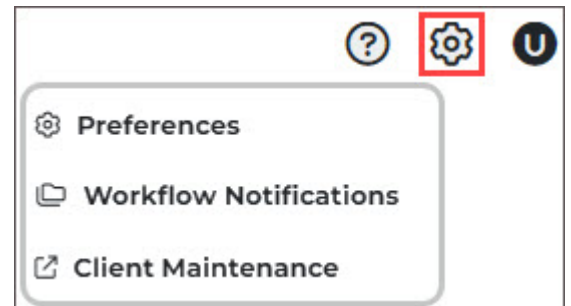 ?
U
Preferences
Workflow Notifications
Client Maintenance